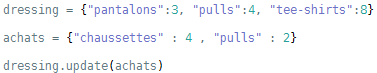 dressing = {"pantalons":3, "pulls":4, "tee-shirts":8}
achats = {"chaussettes" : 4 , "pulls" : 2}
dressing.update(achats)